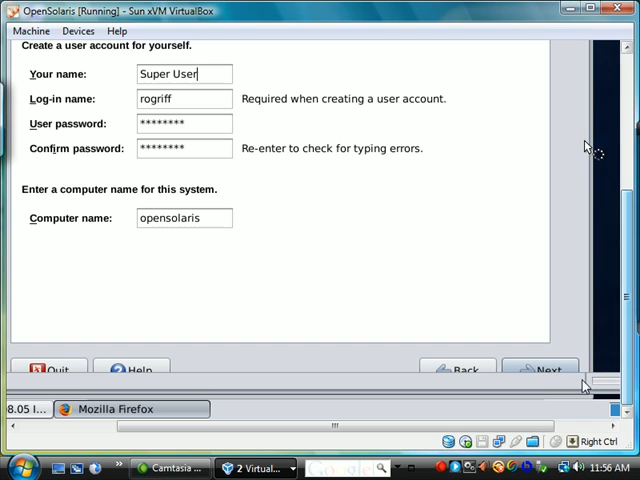 OpenSolaris [Running] - Sun xVM VirtualBox
Machine Devices Help
Create a user account for yourself.
Your name: Super User
Log-in name: rogriff Required when creating a user account.
User password: ********
Confirm password: ******** Re-enter to check for typing errors.
Enter a computer name for this system.
Computer name: opensolaris
Quit Help Back Next
08.05 I... Mozilla Firefox
Right Ctrl
» Camtasia ... 2 Virtual... Google 11:56 AM